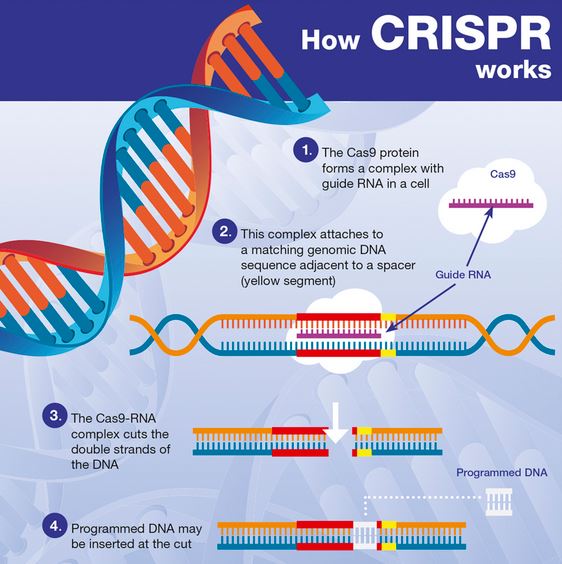 How CRISPR
works
1. The Cas9 protein
forms a complex with
guide RNA in a cell
Cas9
2. This complex attaches to
a matching genomic DNA
sequence adjacent to a spacer
(yellow segment)
Guide RNA
3. The Cas9-RNA
complex cuts the
double strands of
the DNA
Programmed DNA
4. Programmed DNA may
be inserted at the cut